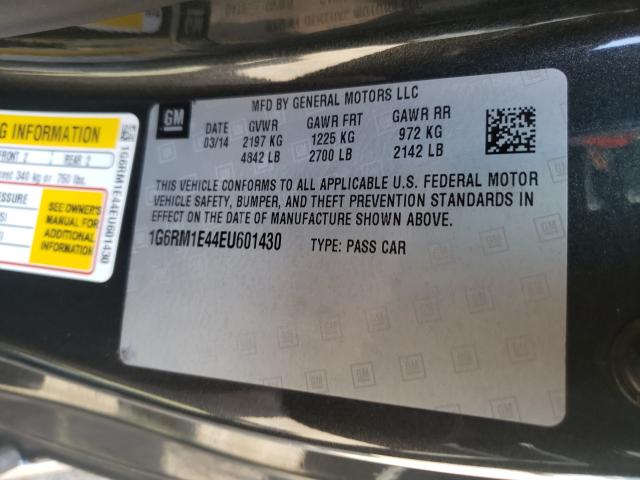 GM
MFD BY GENERAL MOTORS LLC
DATE GVWR GAWR FRT GAWR RR
03/14 2197 KG 1225 KG 972 KG
4842 LB 2700 LB 2142 LB
THIS VEHICLE CONFORMS TO ALL APPLICABLE U.S. FEDERAL MOTOR
VEHICLE SAFETY, BUMPER, AND THEFT PREVENTION STANDARDS IN
EFFECT ON THE DATE OF MANUFACTURE SHOWN ABOVE.
1G6RM1E44EU601430 TYPE: PASS CAR
INFORMATION
FRONT 2 REAR 2
340 kg or 750 lbs.
SEE OWNER'S
MANUAL FOR
ADDITIONAL
INFORMATION
1G6RM1E44EU601430